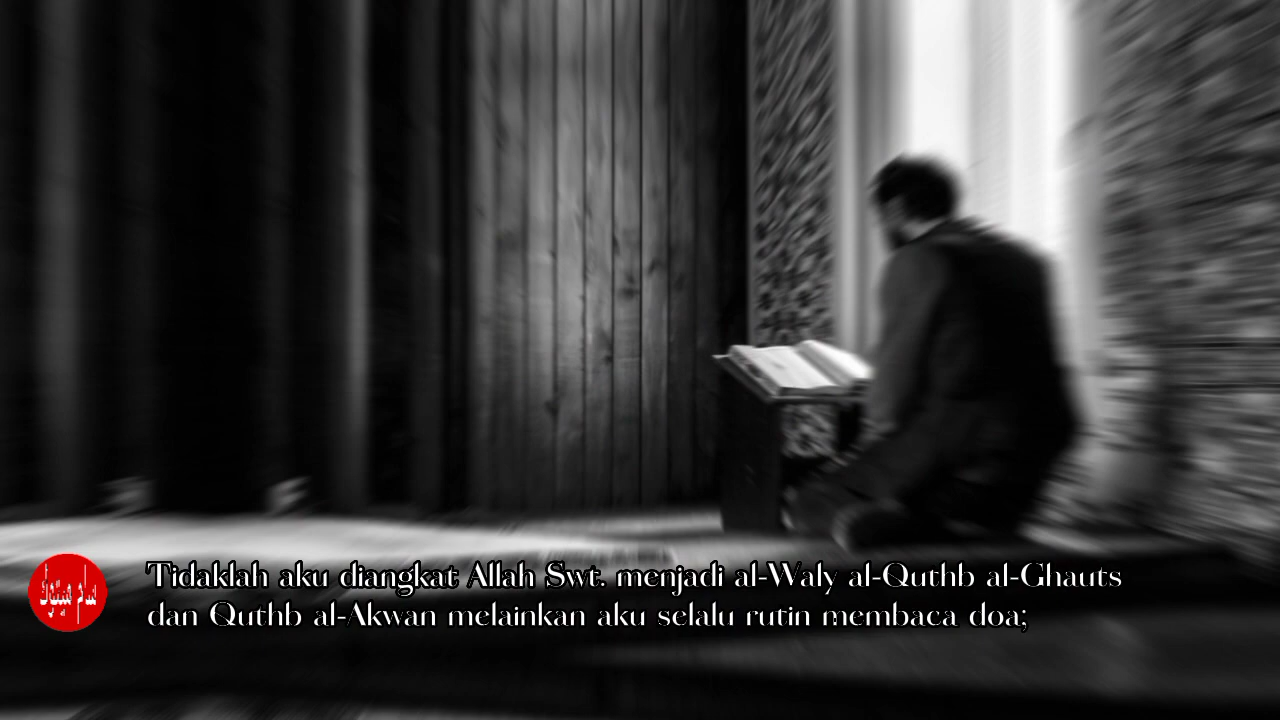 Tidaklah aku diangkat Allah Swt. menjadi al-Waly al-Quthb al-Ghauts
dan Quthb al-Akwan melainkan aku selalu rutin membaca doa;